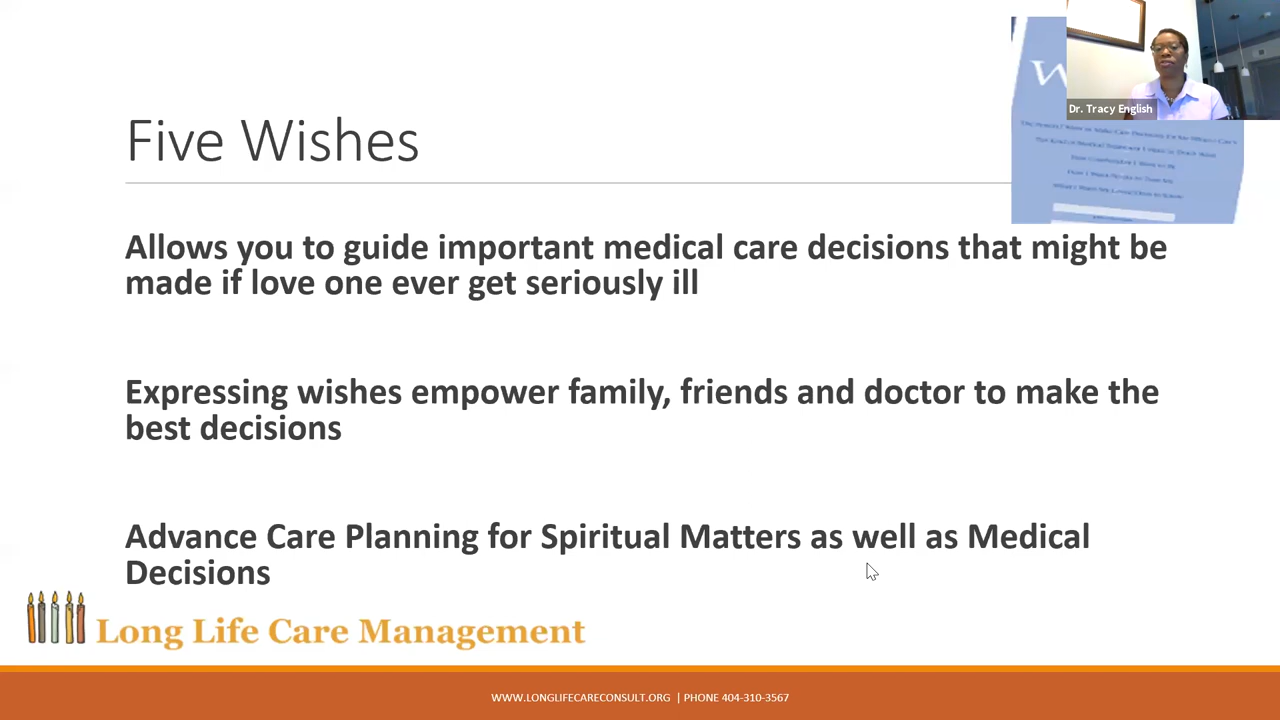 Dr. Tracy English
Five Wishes
Allows you to guide important medical care decisions that might be
made if love one ever get seriously ill
Expressing wishes empower family, friends and doctor to make the
best decisions
Advance Care Planning for Spiritual Matters as well as Medical
Decisions
Long Life Care Management
WWW.LONGLIFECARECONSULT.ORG | PHONE 404-310-3567